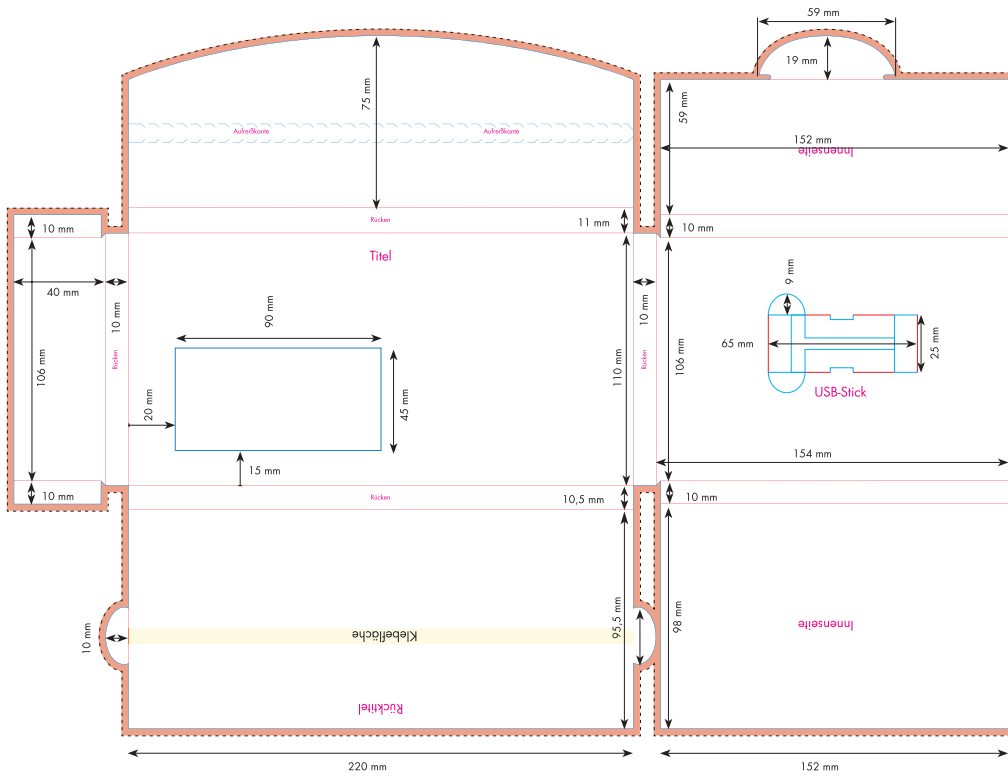 59 mm
19 mm
75 mm
59 mm
Aufreißkante
Aufreißkante
152 mm
Innenseite
Rücken
11 mm
10 mm
10 mm
Titel
40 mm
10 mm
10 mm
9 mm
90 mm
106 mm
Rücken
110 mm
Rücken
106 mm
65 mm
25 mm
20 mm
45 mm
USB-Stick
15 mm
154 mm
10 mm
Rücken
10,5 mm
10 mm
10 mm
Klebefläche
95,5 mm
98 mm
Innenseite
Rücktitel
220 mm
152 mm